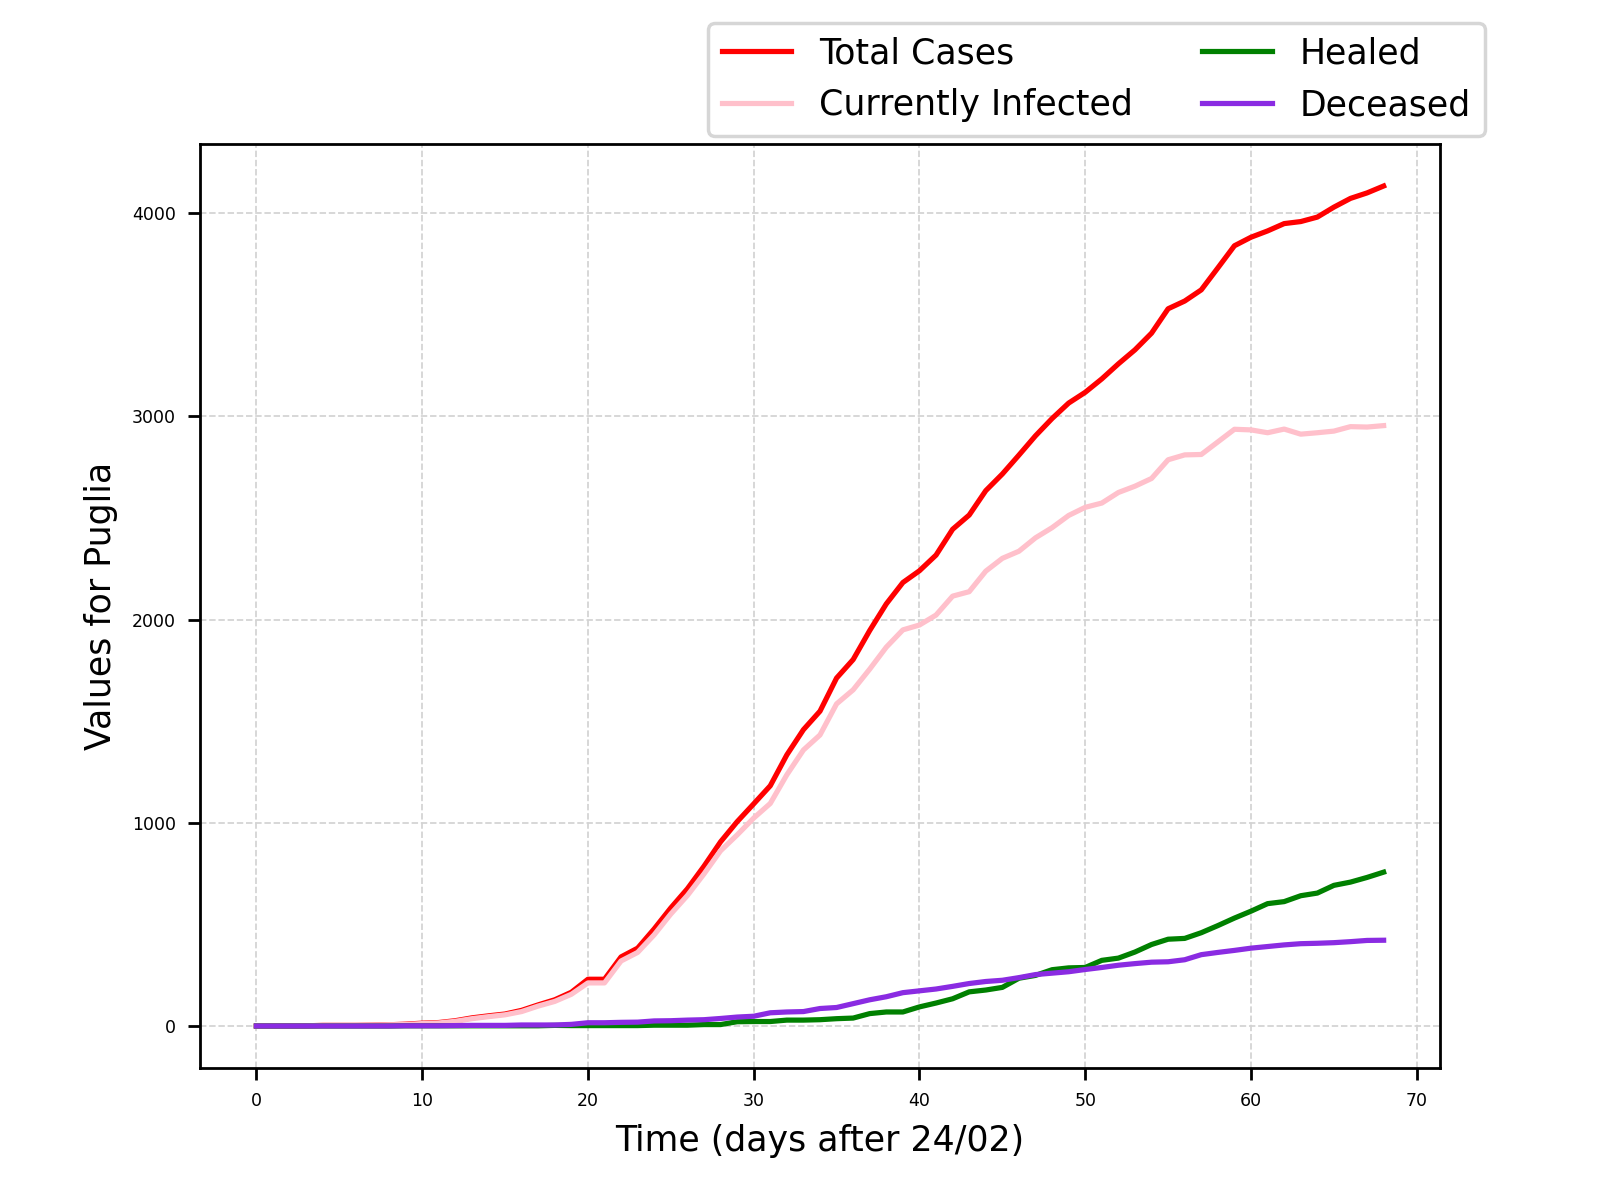 Total Cases
Currently Infected
Healed
Deceased
Values for Puglia
4000
3000
2000
1000
0
0 10 20 30 40 50 60 70
Time (days after 24/02)